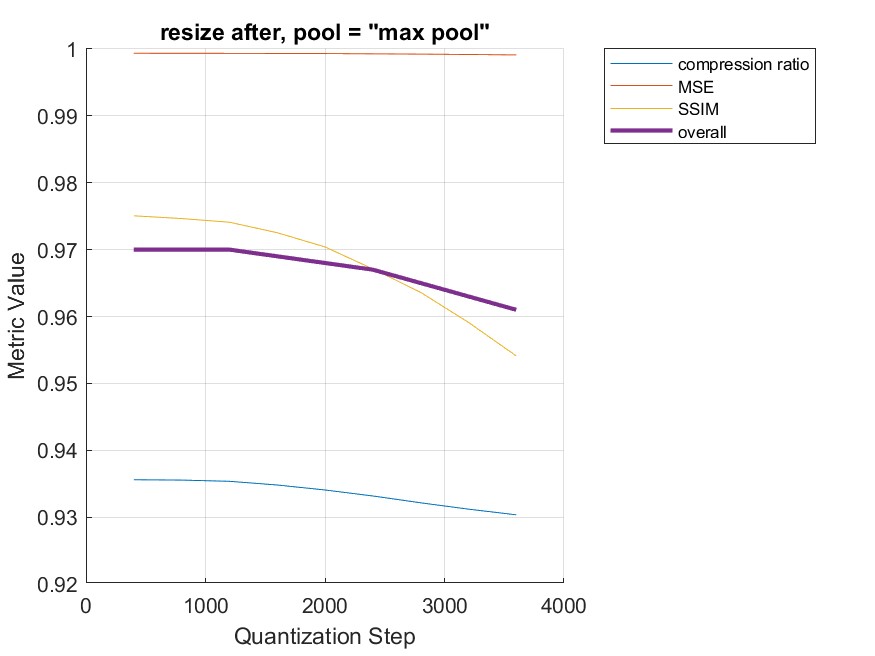 resize after, pool = "max pool"
compression ratio
MSE
SSIM
overall
Metric Value
1
0.99
0.98
0.97
0.96
0.95
0.94
0.93
0.92
0
1000
2000
3000
4000
Quantization Step